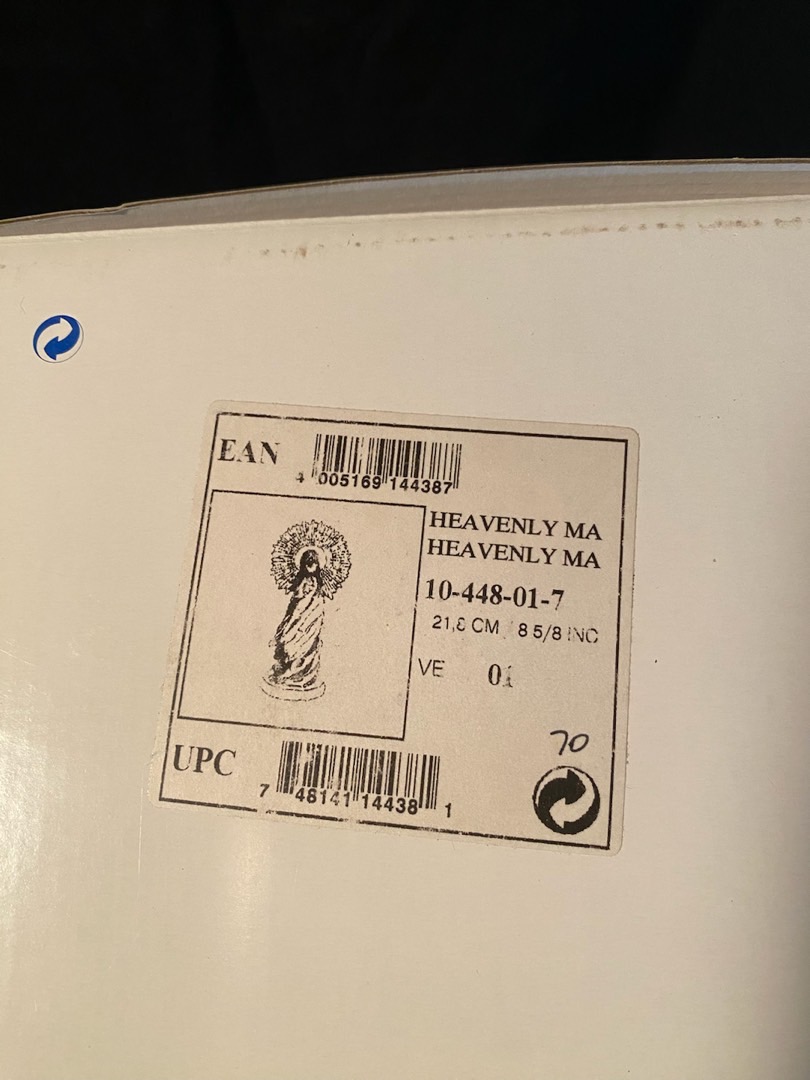 EAN
4 005169 144387
HEAVENLY MA
HEAVENLY MA
10-448-01-7
21,8 CM 8 5/8 INC
VE 01
70
UPC
7 48141 14438 1